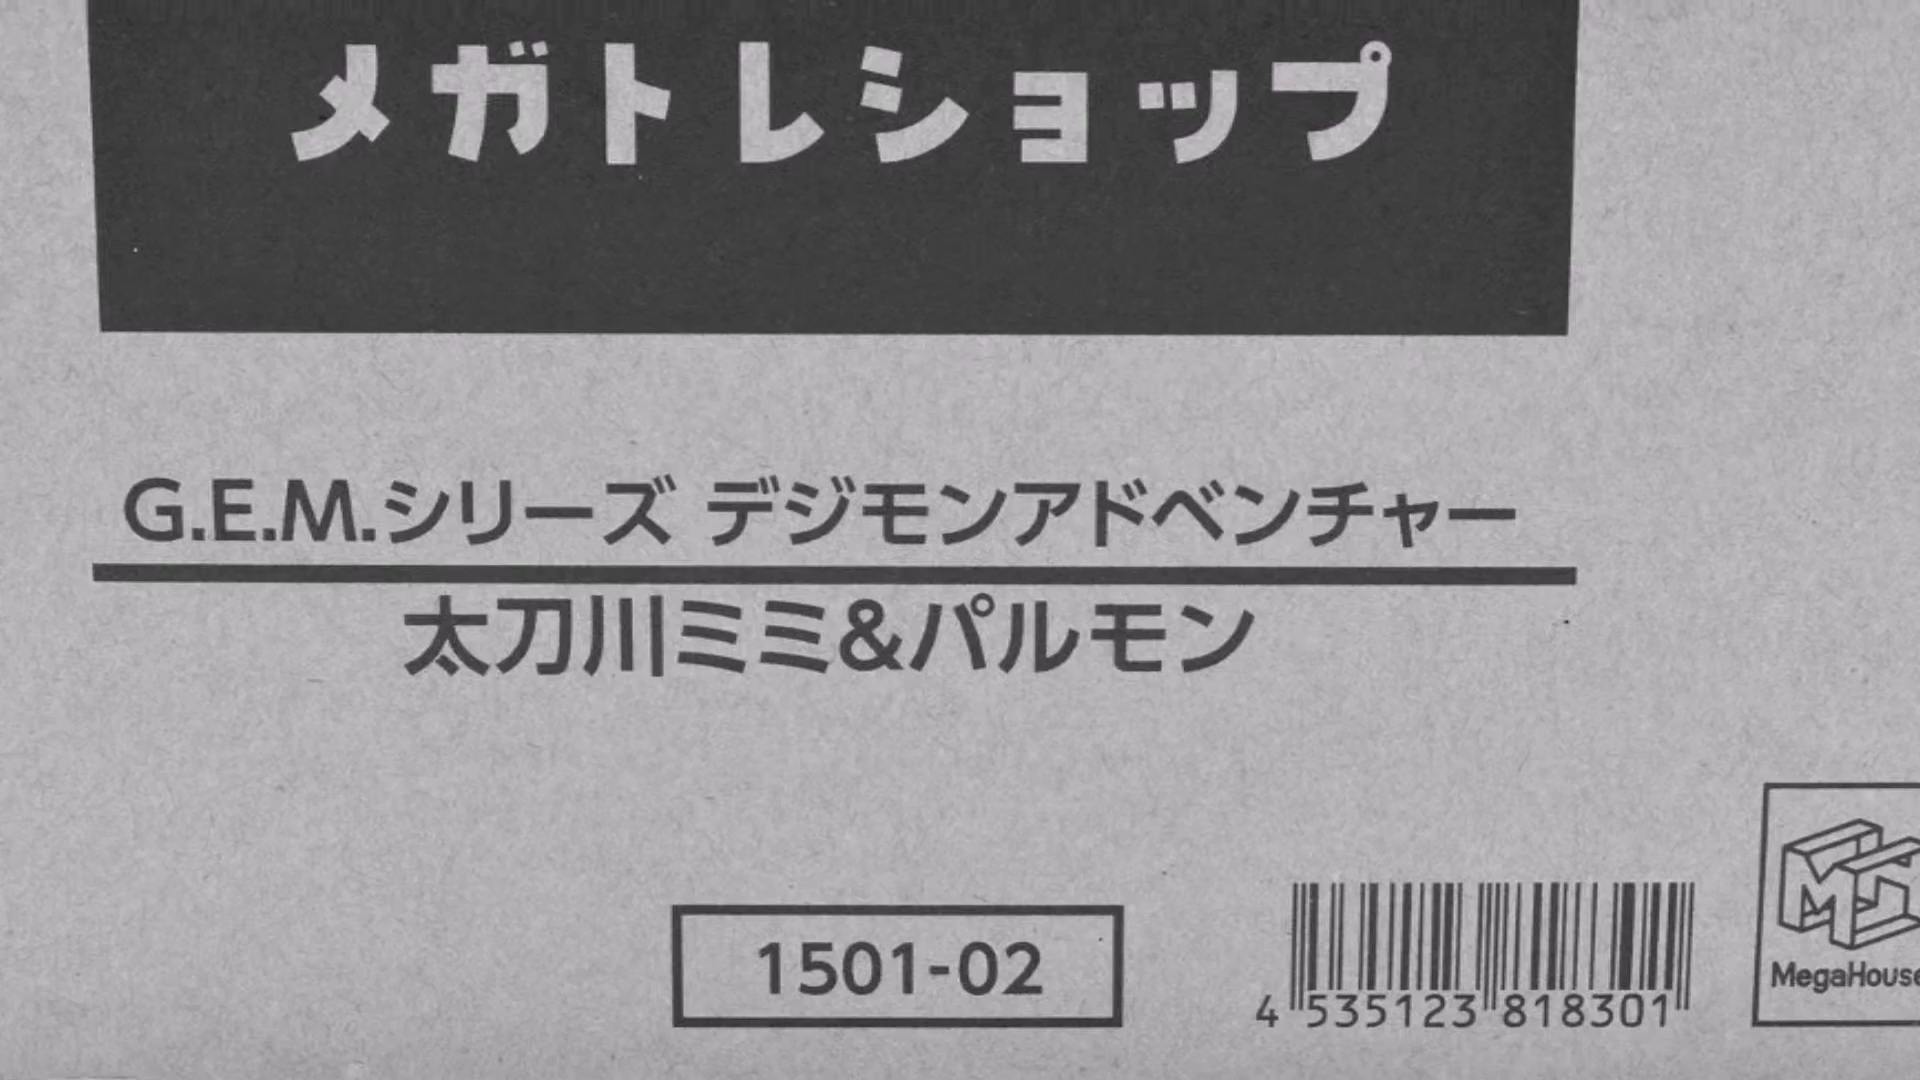 メガトレショップ
G.E.M.シリーズ デジモンアドベンチャー
太刀川ミミ&パルモン
1501-02
4 535123 818301
MegaHouse